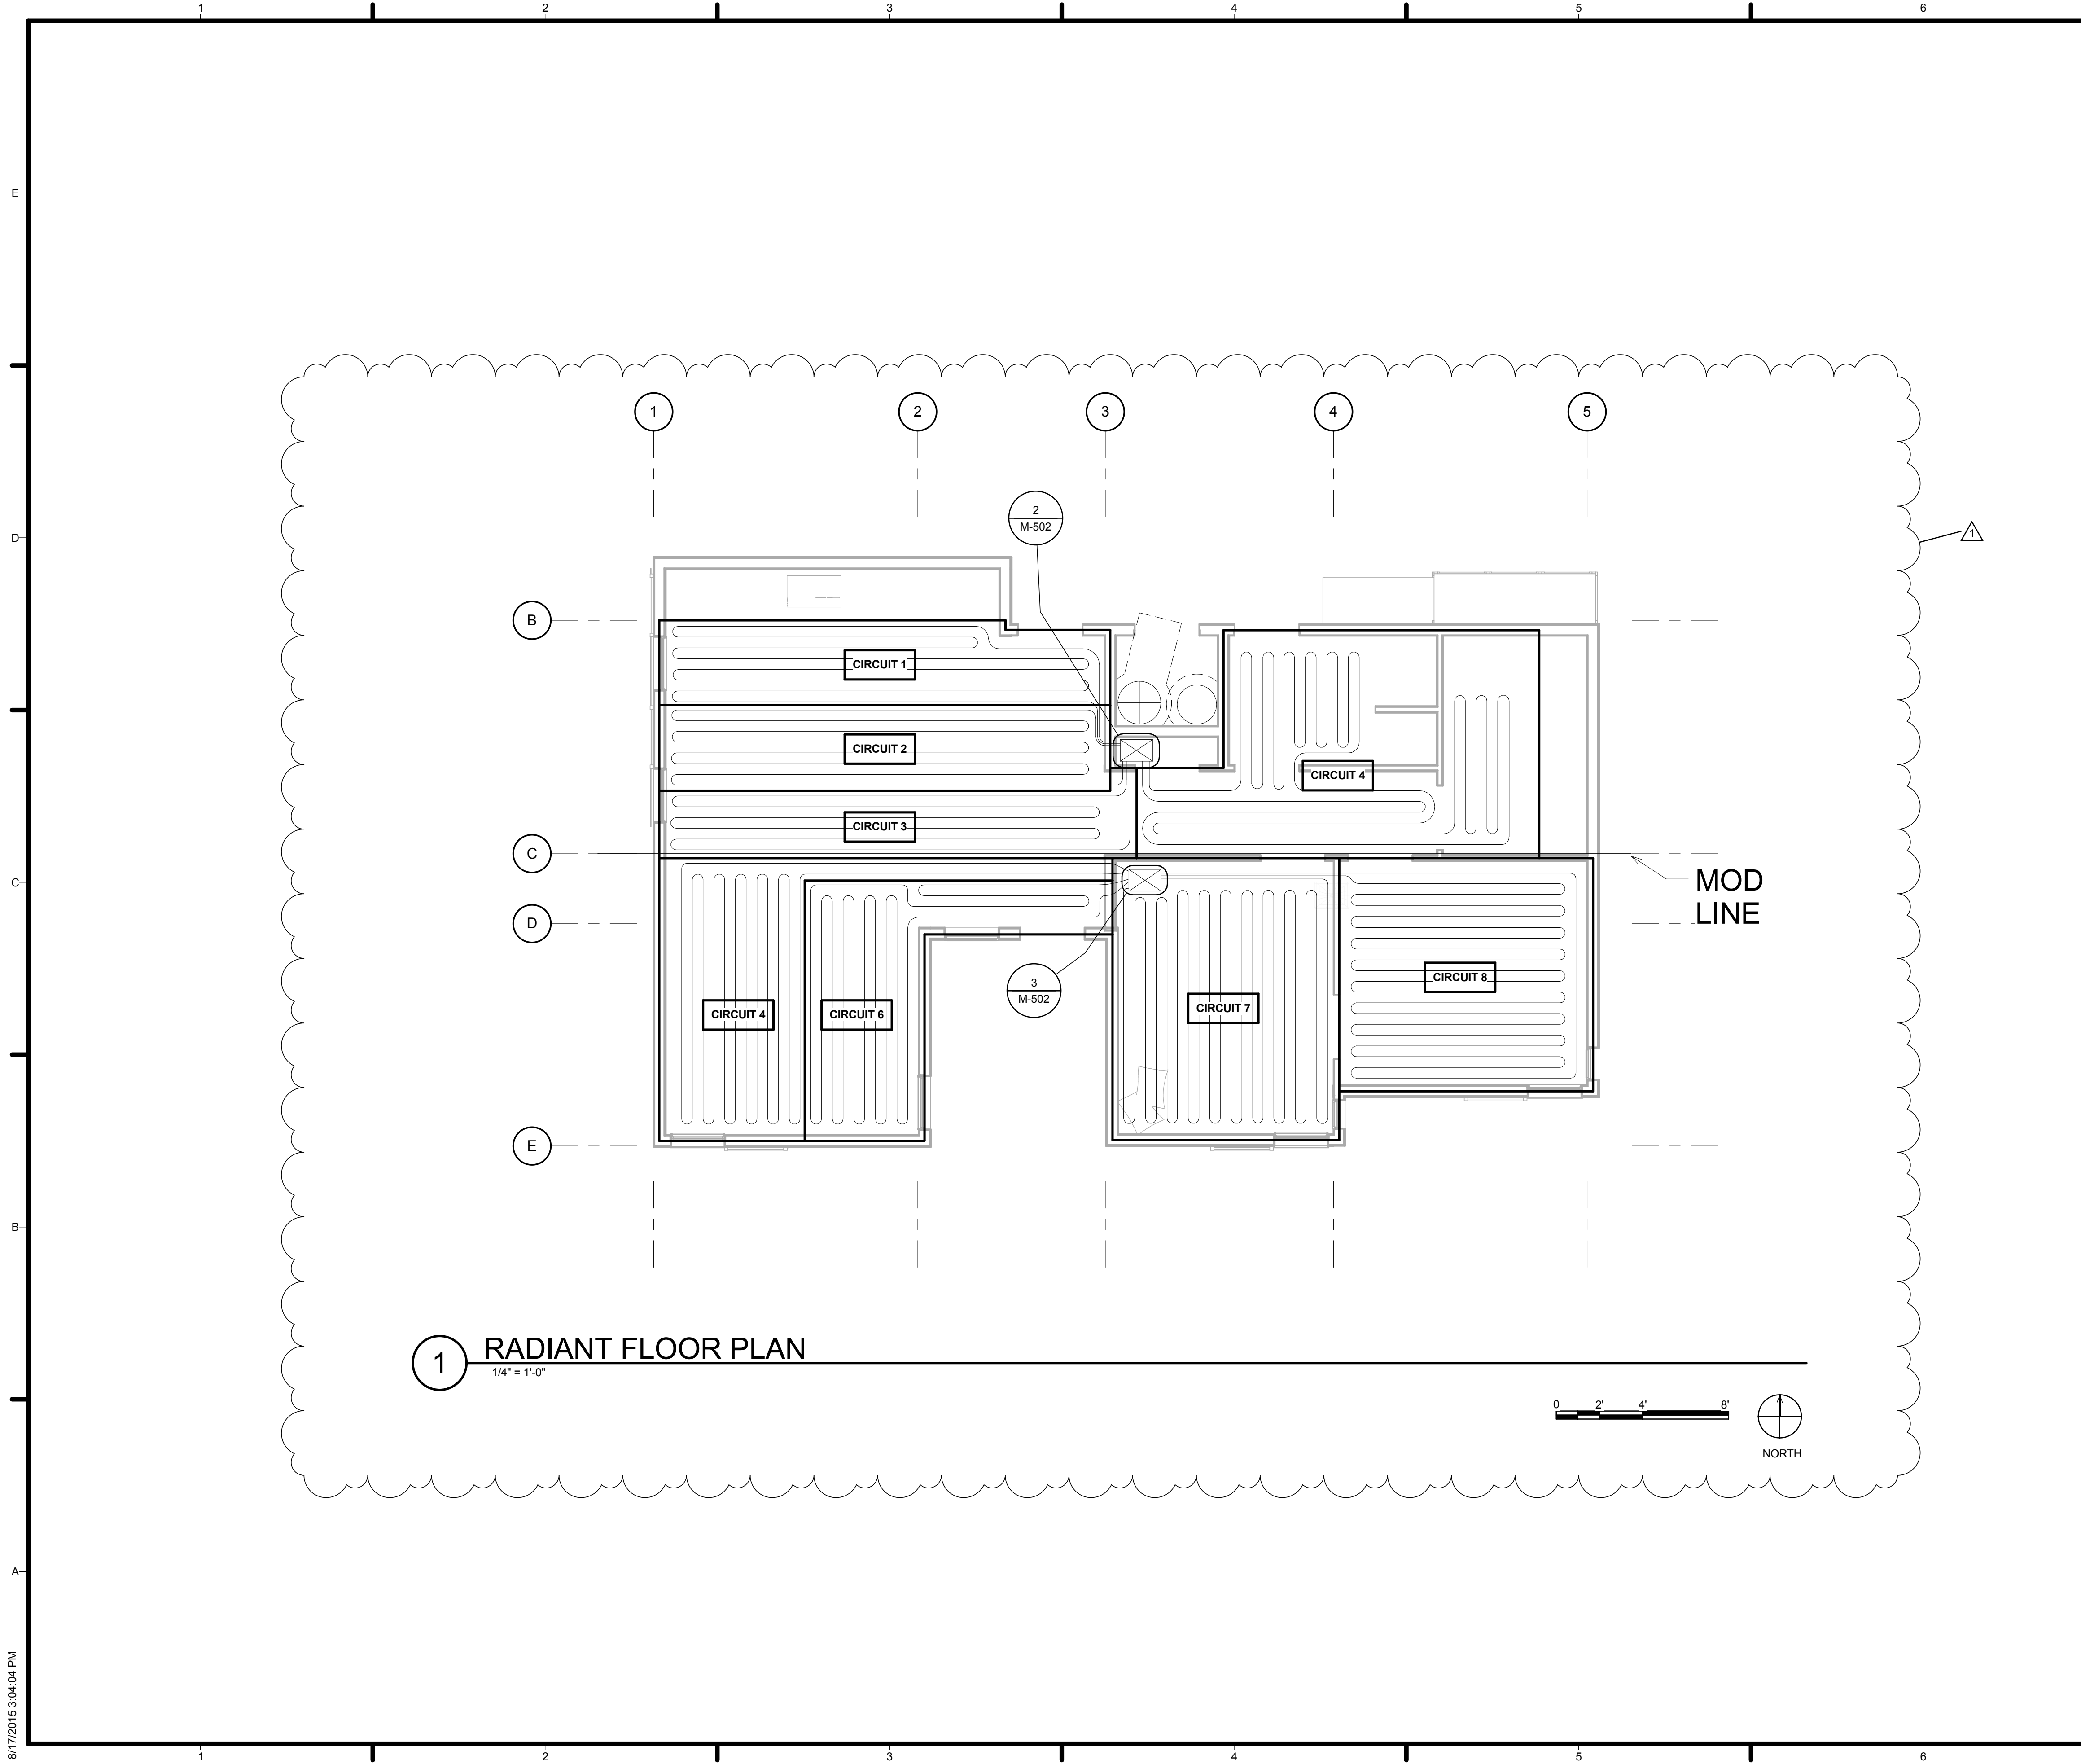 1 2 3 4 5 6
E
1 2 3 4 5
2
M-502
D
1
B
CIRCUIT 1
CIRCUIT 2
CIRCUIT 4
CIRCUIT 3
C
C
MOD
LINE
D
CIRCUIT 8
3
M-502
CIRCUIT 4
CIRCUIT 6
CIRCUIT 7
E
B
1
RADIANT FLOOR PLAN
1/4" = 1'-0"
0 2' 4' 8'
NORTH
A
8/17/2015 3:04:04 PM
1 2 3 4 5 6